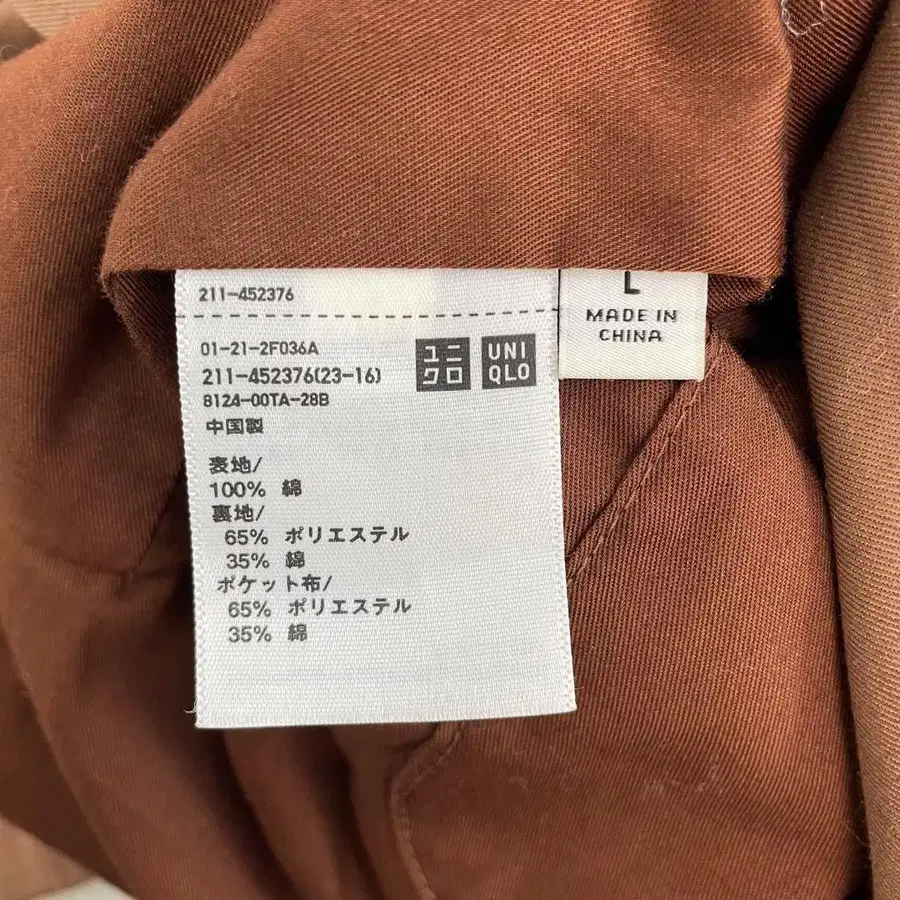 211-452376
01-21-2F036A
211-452376(23-16)
8124-00TA-28B
中国製
ユニ
クロ
UNI
QLO
表地/
100% 綿
裏地/
65% ポリエステル
35% 綿
ポケット布/
65% ポリエステル
35% 綿
L
MADE IN
CHINA